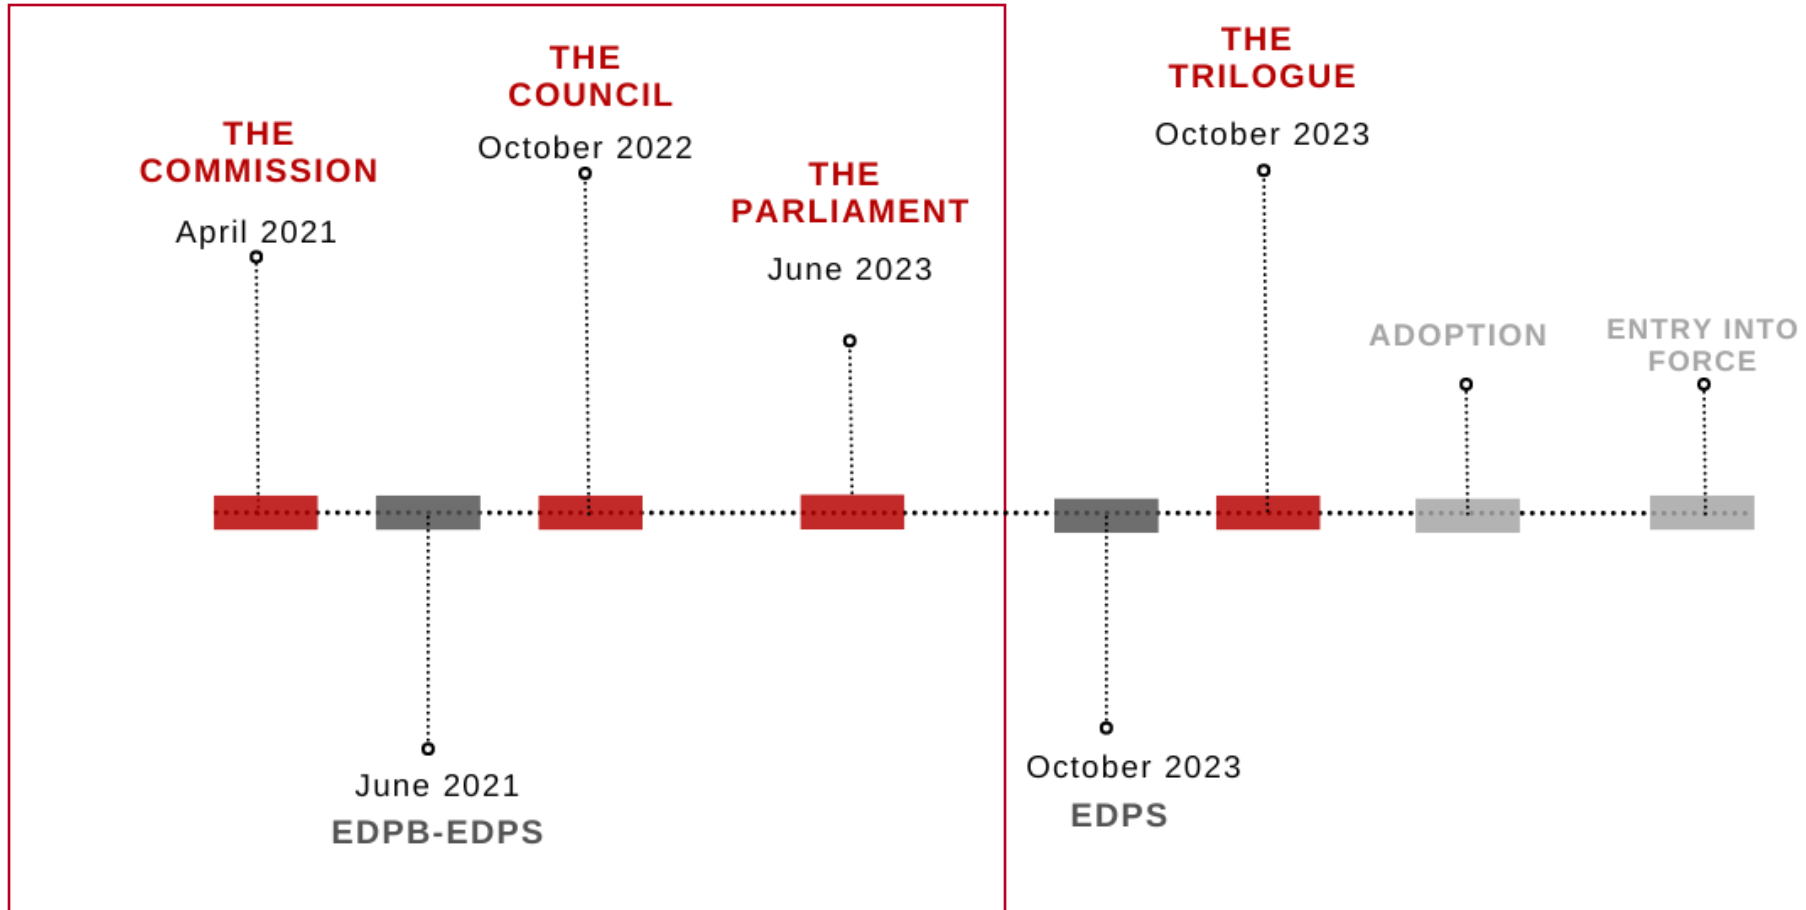 THE
COMMISSION
April 2021
June 2021
EDPB-EDPS
THE
COUNCIL
October 2022
THE
PARLIAMENT
June 2023
October 2023
EDPS
THE
TRILOGUE
October 2023
ADOPTION
ENTRY INTO
FORCE